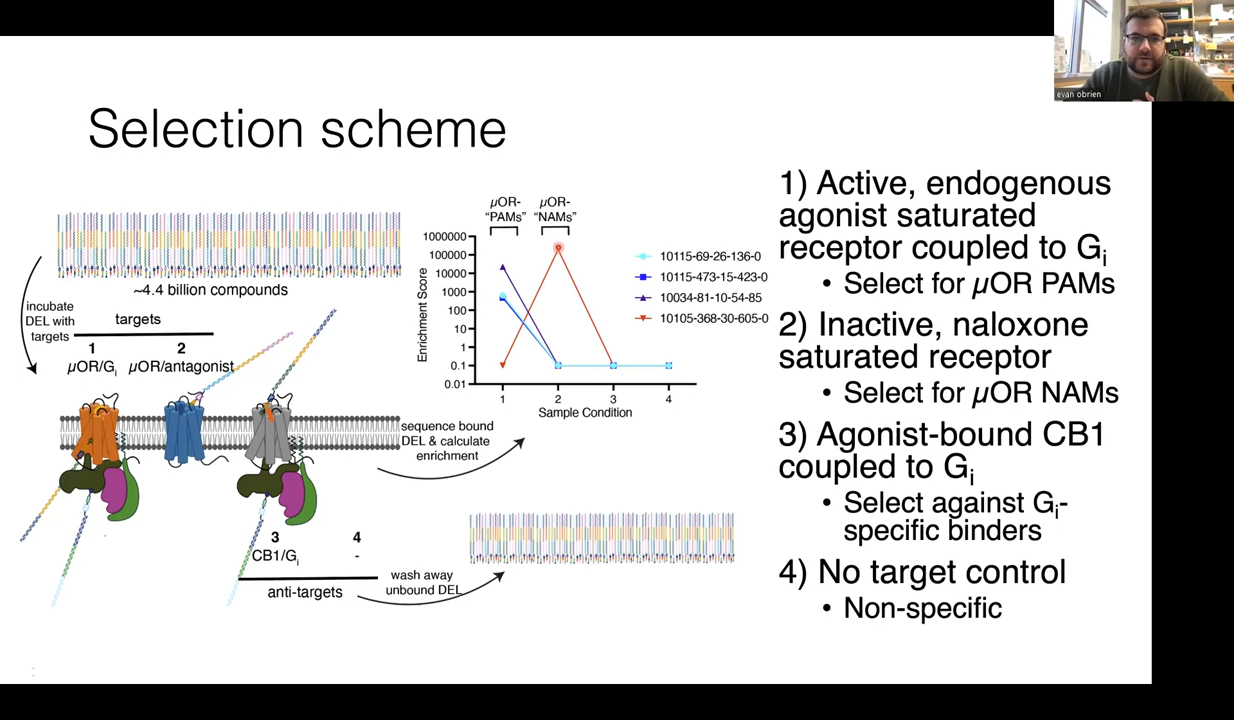 evan obrien
Selection scheme
~4.4 billion compounds
incubate
DEL with
targets
targets
1 2
µOR/Gi µOR/antagonist
3 4
CB1/Gi -
anti-targets
sequence bound
DEL & calculate
enrichment
wash away
unbound DEL
µOR-
“PAMs”
µOR-
“NAMs”
Enrichment Score
1000000
100000
10000
1000
100
10
1
0.1
0.01
1 2 3 4
Sample Condition
10115-69-26-136-0
10115-473-15-423-0
10034-81-10-54-85
10105-368-30-605-0
1) Active, endogenous
agonist saturated
receptor coupled to Gi
• Select for µOR PAMs
2) Inactive, naloxone
saturated receptor
• Select for µOR NAMs
3) Agonist-bound CB1
coupled to Gi
• Select against Gi-
specific binders
4) No target control
• Non-specific